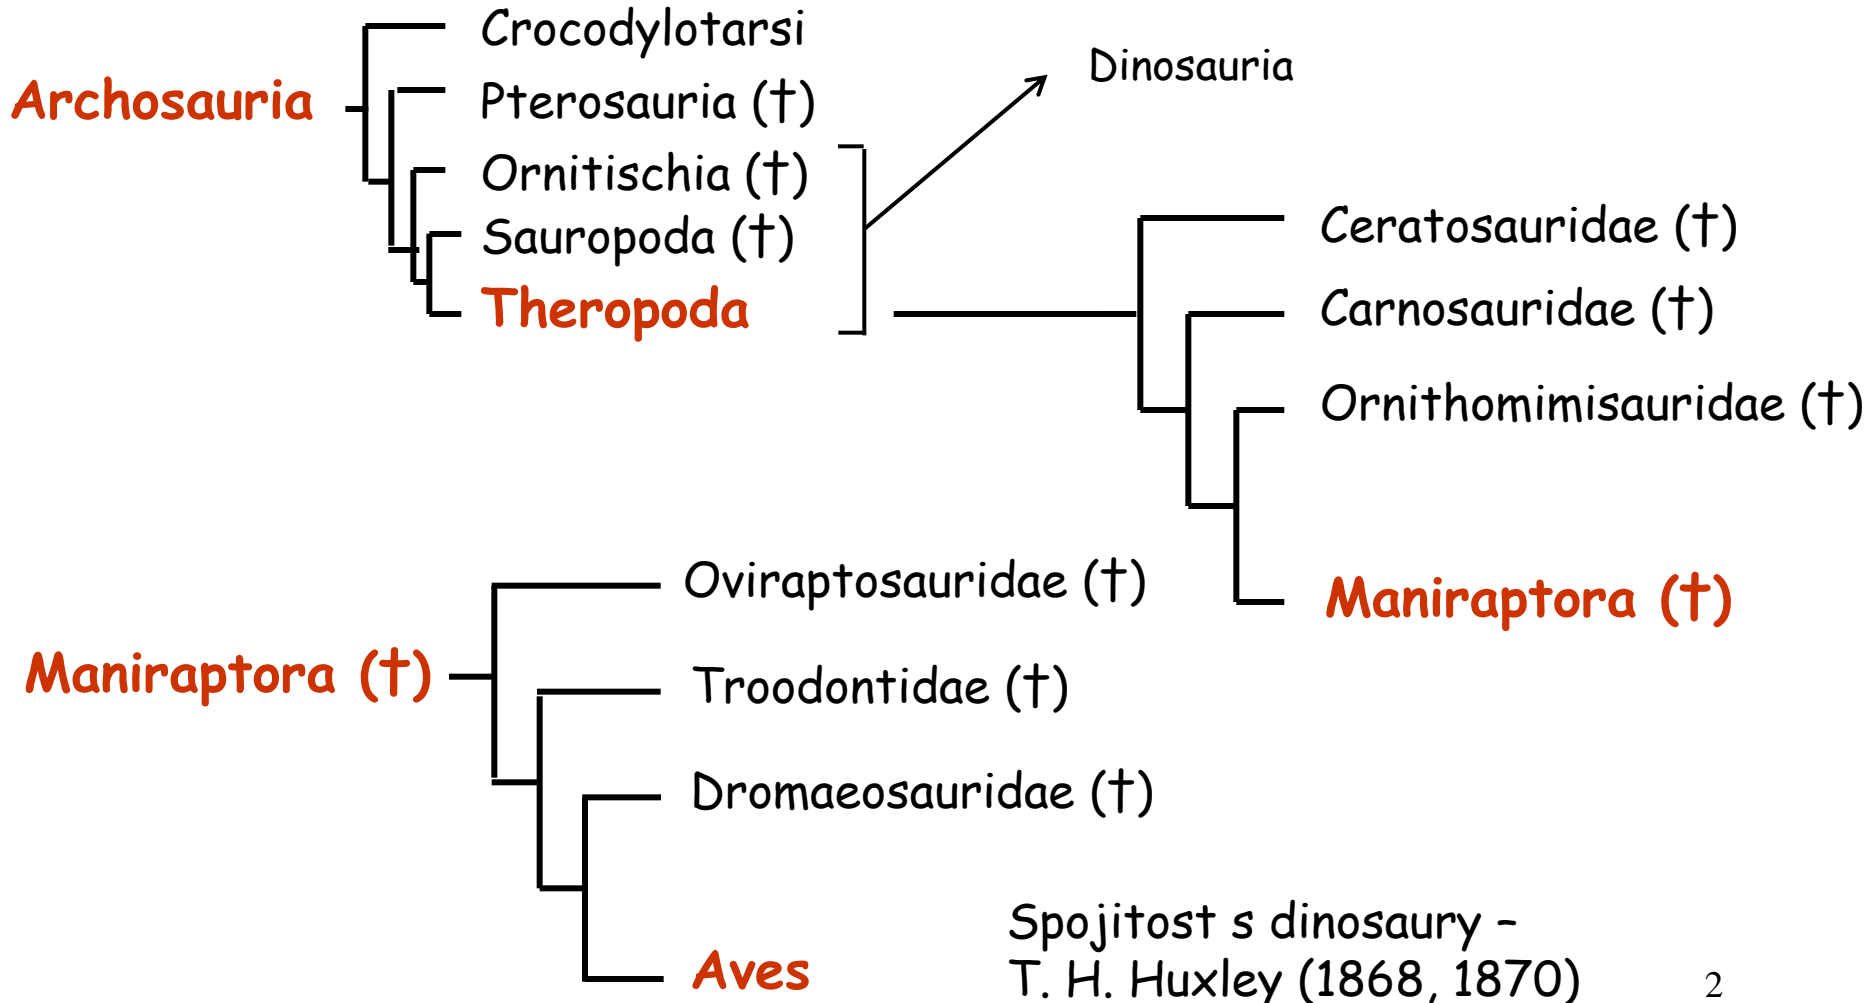 Crocodylotarsi
Archosauria
Pterosauria (†)
Ornitischia (†)
Sauropoda (†)
Theropoda
Dinosauria
Ceratosauridae (†)
Carnosauridae (†)
Ornithomimisauridae (†)
Maniraptora (†)
Maniraptora (†)
Oviraptosauridae (†)
Troodontidae (†)
Dromaeosauridae (†)
Aves
Spojitost s dinosaury –
T. H. Huxley (1868, 1870)
2